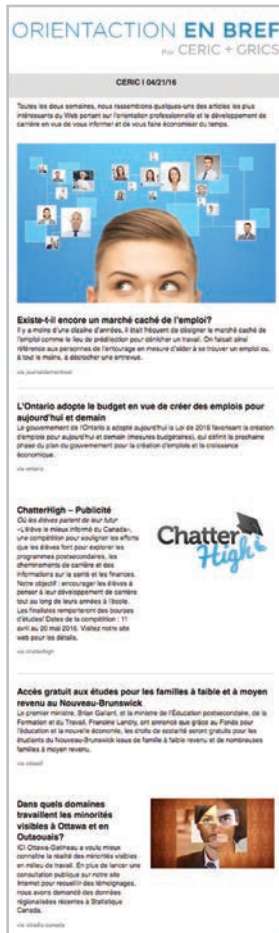 ORIENTACTION EN BREF
Par CERIC + GRICS
CERIC I 04/21/16
Toutes les deux semaines, nous rassemblons quelques-uns des articles les plus
intéressants du Web portant sur l'orientation professionnelle et le développement de
carrière en vue de vous informer et de vous faire économiser du temps.
Existe-t-il encore un marché caché de l'emploi?
Il y a moins d'une dizaine d'années, il était fréquent de désigner le marché caché de
l'emploi comme le lieu de prédilection pour dénicher un travail. On faisait ainsi
référence aux personnes de l'entourage en mesure d'aider à se trouver un emploi ou,
à tout le moins, à décrocher une entrevue.
via journaldemontreal
L'Ontario adopte le budget en vue de créer des emplois pour
aujourd'hui et demain
Le gouvernement de l'Ontario a adopté aujourd'hui la Loi de 2016 favorisant la création
d'emplois pour aujourd'hui et demain (mesures budgétaires), qui définit la prochaine
phase du plan du gouvernement pour la création d'emplois et la croissance
économique.
via ontario
ChatterHigh – Publicité
Où les élèves parlent de leur futur
«L'élève le mieux informé du Canada»,
une compétition pour souligner les efforts
que les élèves font pour explorer les
programmes postsecondaires, les
cheminements de carrière et des
informations sur la santé et les finances.
Notre objectif : encourager les élèves à
penser à leur développement de carrière
tout au long de leurs années à l'école.
Les finalistes remporteront des bourses
d'études! Dates de la compétition : 11
avril au 20 mai 2016. Visitez notre site
web pour les détails.
via chatterhigh
Chatter
High
Accès gratuit aux études pour les familles à faible et à moyen
revenu au Nouveau-Brunswick
Le premier ministre, Brian Gallant, et la ministre de l'Éducation postsecondaire, de la
Formation et du Travail, Francine Landry, ont annoncé que grâce au Fonds pour
l'éducation et la nouvelle économie, les droits de scolarité seront gratuits pour les
étudiants du Nouveau-Brunswick issus de famille à faible revenu et de nombreuses
familles à moyen revenu.
Dans quels domaines
travaillent les minorités
visibles à Ottawa et en
Outaouais?
ICI Ottawa-Gatineau a voulu mieux
connaître la réalité des minorités visibles
en milieu de travail. En plus de lancer une
consultation publique sur notre site
Internet pour recueillir des témoignages,
nous avons demandé des données
régionalisées récentes à Statistique
Canada.
via ici.radio-canada